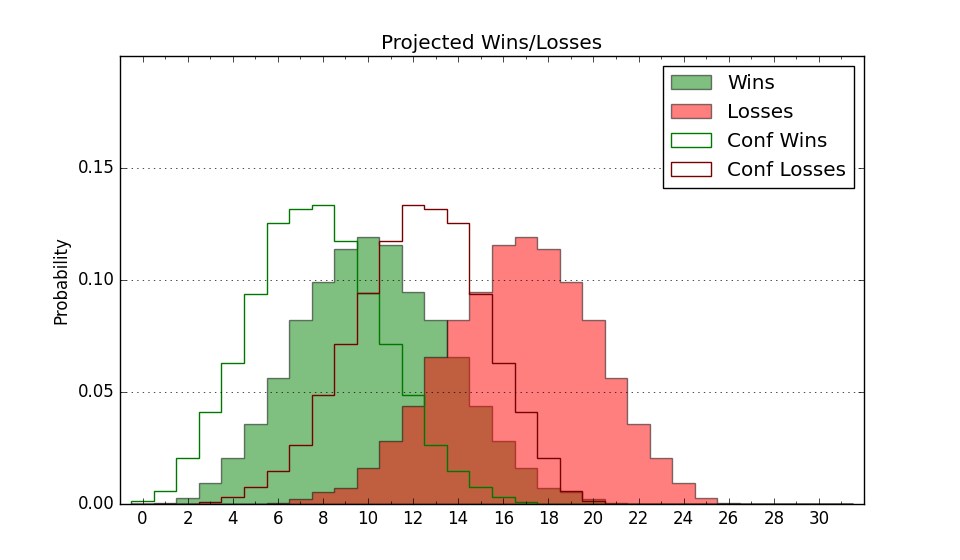 Projected Wins/Losses
Wins
Losses
Conf Wins
Conf Losses
Probability
0.15
0.10
0.05
0.00
0 2 4 6 8 10 12 14 16 18 20 22 24 26 28 30